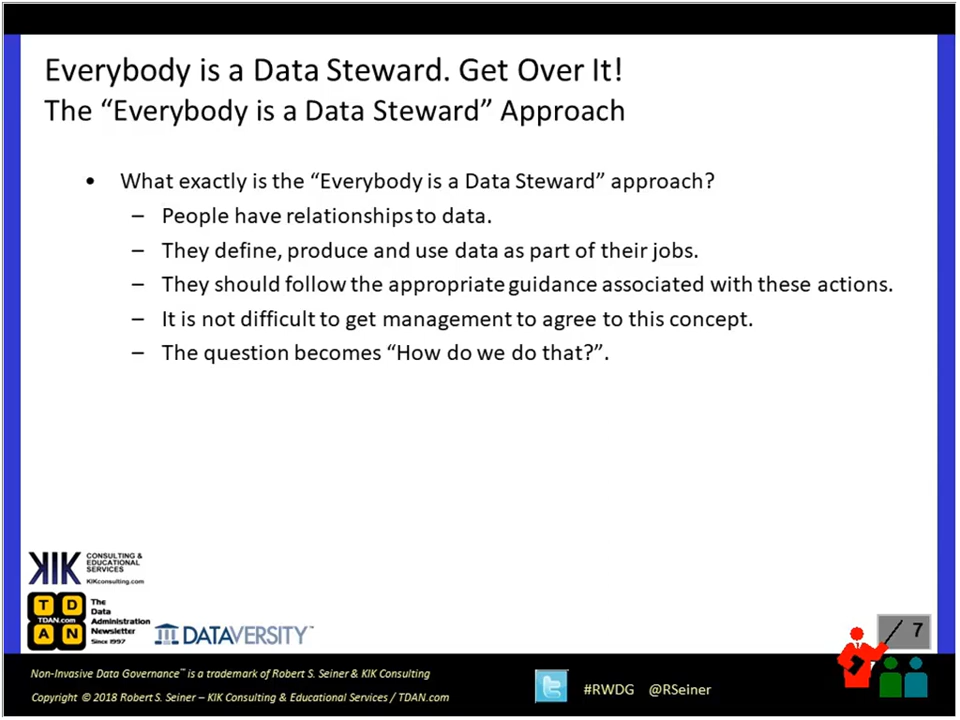 Everybody is a Data Steward. Get Over It!
The “Everybody is a Data Steward” Approach
• What exactly is the “Everybody is a Data Steward” approach?
– People have relationships to data.
– They define, produce and use data as part of their jobs.
– They should follow the appropriate guidance associated with these actions.
– It is not difficult to get management to agree to this concept.
– The question becomes “How do we do that?”.
KIK
CONSULTING &
EDUCATIONAL
SERVICES
KIKconsulting.com
T D
TDAN.com
A N
The
Data
Administration
Newsletter
Since 1997
DATAVERSITY™
7
Non-Invasive Data Governance™ is a trademark of Robert S. Seiner & KIK Consulting
Copyright © 2018 Robert S. Seiner – KIK Consulting & Educational Services / TDAN.com
#RWDG @RSeiner